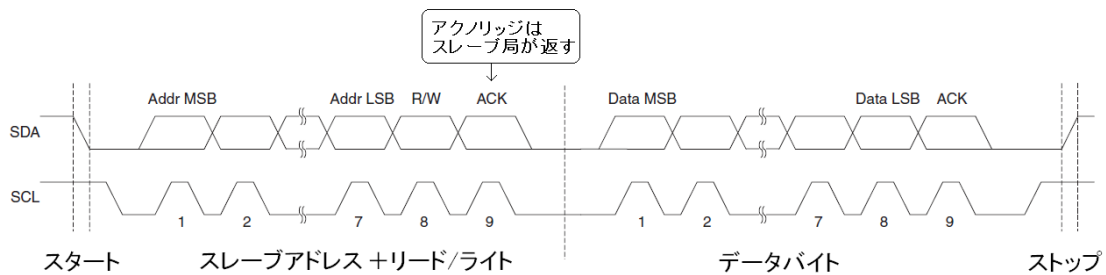 アクノリッジは
スレーブ局が返す
Addr MSB Addr LSB R/W ACK Data MSB Data LSB ACK
SDA
SCL
1 2 7 8 9 1 2 7 8 9
スタート スレーブアドレス＋リード/ライト データバイト ストップ